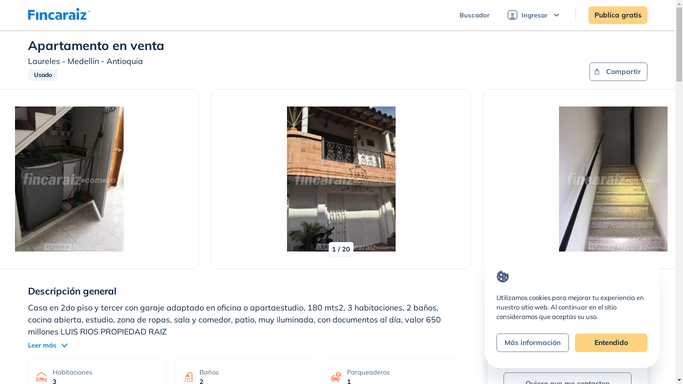 Fincaraiz
Buscador
Ingresar
Publica gratis
Apartamento en venta
Laureles - Medellín - Antioquia
Usado
Compartir
fincaraiz
fincaraiz
fincaraiz
1 / 20
Descripción general
Casa en 2do piso y tercer con garaje adaptado en oficina o apartaestudio, 180 mts2, 3 habitaciones, 2 baños,
cocina abierta, estudio, zona de ropas, sala y comedor, patio, muy iluminada, con documentos al día, valor 650
millones LUIS RIOS PROPIEDAD RAIZ
Leer más
Habitaciones
3
Baños
2
Parqueaderos
1
Utilizamos cookies para mejorar tu experiencia en
nuestro sitio web. Al continuar en el sitio
consideramos que aceptas su uso.
Más información
Entendido
Quiero que me contacten